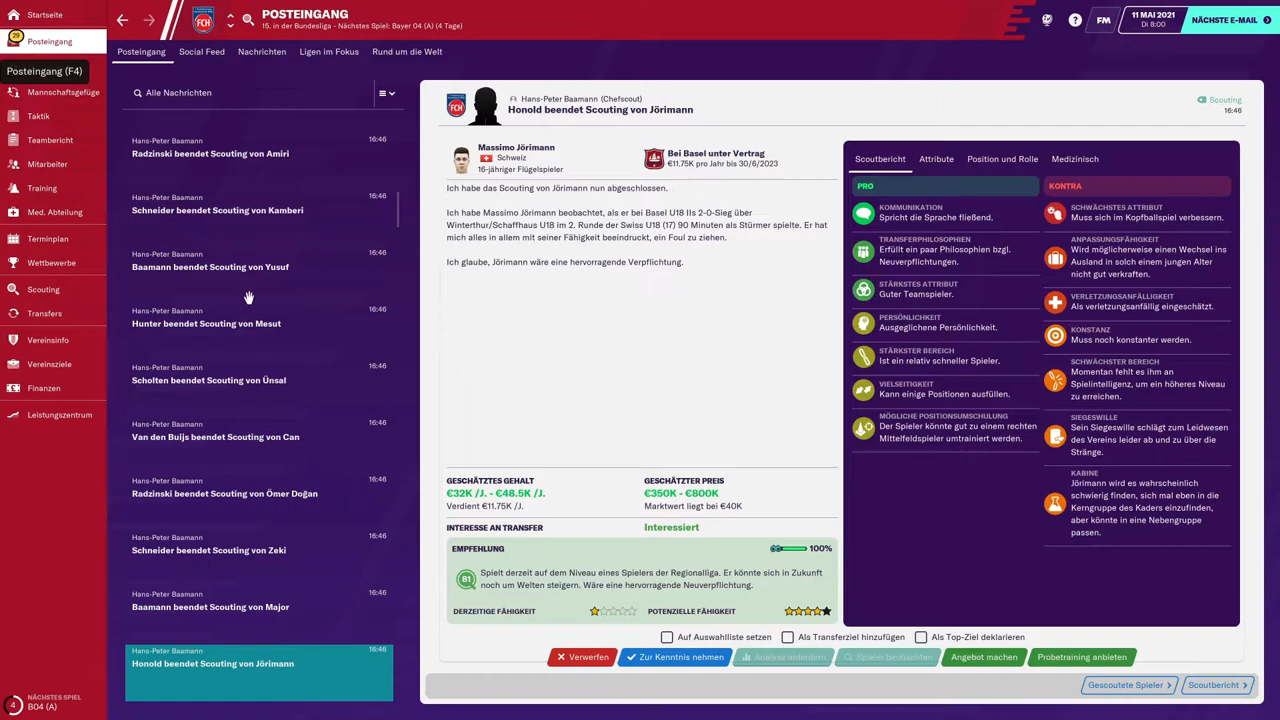 Startseite
29
Posteingang
Posteingang (F4)
Mannschaftsgefüge
Taktik
Teambericht
Mitarbeiter
Training
Med. Abteilung
Terminplan
Wettbewerbe
Scouting
Transfers
Vereinsinfo
Vereinsziele
Finanzen
Leistungszentrum
4
NÄCHSTES SPIEL
B04 (A)
FCH
POSTEINGANG
15. in der Bundesliga - Nächstes Spiel: Bayer 04 (A) (4 Tage)
FM
11 MAI 2021
DI 8:00
NÄCHSTE E-MAIL
Posteingang
Social Feed
Nachrichten
Ligen im Fokus
Rund um die Welt
Alle Nachrichten
Hans-Peter Baamann
16:46
Radzinski beendet Scouting von Amiri
Hans-Peter Baamann
16:46
Schneider beendet Scouting von Kamberi
Hans-Peter Baamann
16:46
Baamann beendet Scouting von Yusuf
Hans-Peter Baamann
16:46
Hunter beendet Scouting von Mesut
Hans-Peter Baamann
16:46
Scholten beendet Scouting von Ünsal
Hans-Peter Baamann
16:46
Van den Buijs beendet Scouting von Can
Hans-Peter Baamann
16:46
Radzinski beendet Scouting von Ömer Doğan
Hans-Peter Baamann
16:46
Schneider beendet Scouting von Zeki
Hans-Peter Baamann
16:46
Baamann beendet Scouting von Major
Hans-Peter Baamann
16:46
Honold beendet Scouting von Jörimann
FCH
Hans-Peter Baamann (Chefscout)
Honold beendet Scouting von Jörimann
Scouting
16:46
Massimo Jörimann
Schweiz
16-jähriger Flügelspieler
Bei Basel unter Vertrag
€11.75K pro Jahr bis 30/6/2023
Ich habe das Scouting von Jörimann nun abgeschlossen.
Ich habe Massimo Jörimann beobachtet, als er bei Basel U18 IIs 2-0-Sieg über
Winterthur/Schaffhaus U18 im 2. Runde der Swiss U18 (17) 90 Minuten als Stürmer spielte. Er hat
mich alles in allem mit seiner Fähigkeit beeindruckt, ein Foul zu ziehen.
Ich glaube, Jörimann wäre eine hervorragende Verpflichtung.
GESCHÄTZTES GEHALT
€32K /J. - €48.5K /J.
Verdient €11.75K /J.
GESCHÄTZTER PREIS
€350K - €800K
Marktwert liegt bei €40K
INTERESSE AN TRANSFER
Interessiert
EMPFEHLUNG
100%
81
Spielt derzeit auf dem Niveau eines Spielers der Regionalliga. Er könnte sich in Zukunft
noch um Welten steigern. Wäre eine hervorragende Neuverpflichtung.
DERZEITIGE FÄHIGKEIT
POTENZIELLE FÄHIGKEIT
Scoutbericht
Attribute
Position und Rolle
Medizinisch
PRO
KOMMUNIKATION
Spricht die Sprache fließend.
TRANSFERPHILOSOPHIEN
Erfüllt ein paar Philosophien bzgl.
Neuverpflichtungen.
STÄRKSTES ATTRIBUT
Guter Teamspieler.
PERSÖNLICHKEIT
Ausgeglichene Persönlichkeit.
STÄRKSTER BEREICH
Ist ein relativ schneller Spieler.
VIELSEITIGKEIT
Kann einige Positionen ausfüllen.
MÖGLICHE POSITIONSUMSCHULUNG
Der Spieler könnte gut zu einem rechten
Mittelfeldspieler umtrainiert werden.
KONTRA
SCHWÄCHSTES ATTRIBUT
Muss sich im Kopfballspiel verbessern.
ANPASSUNGSFÄHIGKEIT
Wird möglicherweise einen Wechsel ins
Ausland in solch einem jungen Alter
nicht gut verkraften.
VERLETZUNGSANFÄLLIGKEIT
Als verletzungsanfällig eingeschätzt.
KONSTANZ
Muss noch konstanter werden.
SCHWÄCHSTER BEREICH
Momentan fehlt es ihm an
Spielintelligenz, um ein höheres Niveau
zu erreichen.
SIEGESWILLE
Sein Siegeswille schlägt zum Leidwesen
des Vereins leider ab und zu über die
Stränge.
KABINE
Jörimann wird es wahrscheinlich
schwierig finden, sich mal eben in die
Kerngruppe des Kaders einzufinden,
aber könnte in eine Nebengruppe
passen.
Auf Auswahlliste setzen
Als Transferziel hinzufügen
Als Top-Ziel deklarieren
Verwerfen
Zur Kenntnis nehmen
Analyse anfordern
Spieler beobachten
Angebot machen
Probetraining anbieten
Gescoutete Spieler
Scoutbericht